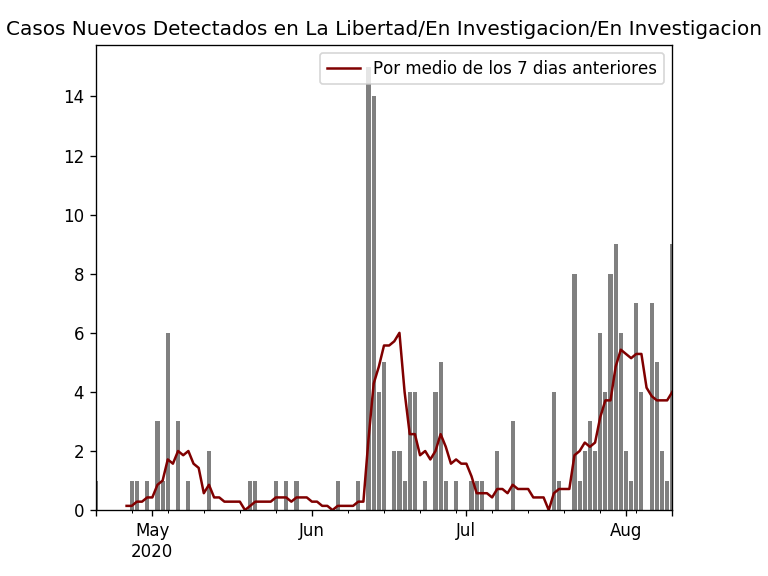 Casos Nuevos Detectados en La Libertad/En Investigacion/En Investigacion
Por medio de los 7 dias anteriores
14
12
10
8
6
4
2
0
May
2020
Jun
Jul
Aug